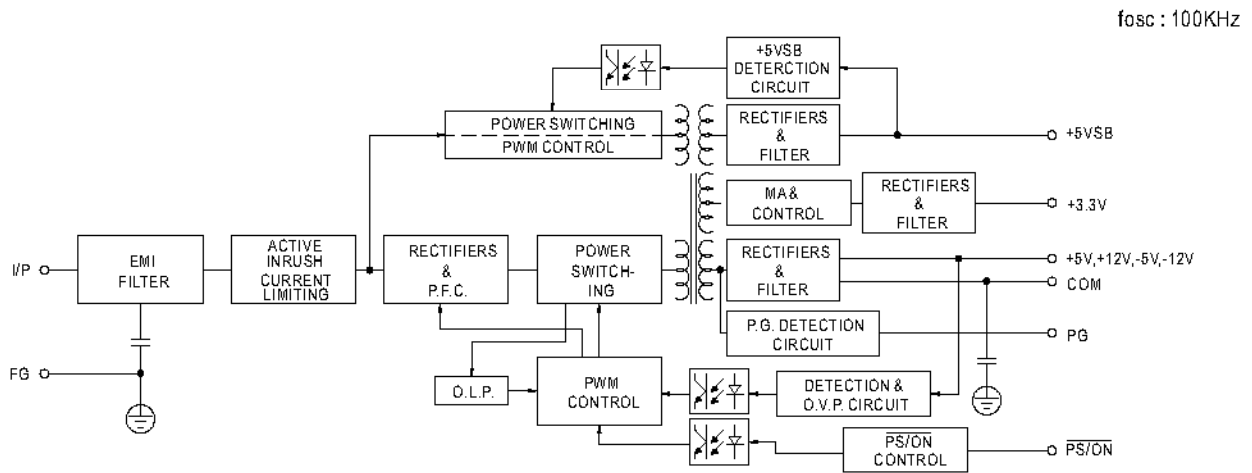 fosc : 100KHz
+5VSB
DETERCTION
CIRCUIT
POWER SWITCHING
PWM CONTROL
RECTIFIERS
&
FILTER
+5VSB
MA &
CONTROL
RECTIFIERS
&
FILTER
+3.3V
I/P
EMI
FILTER
ACTIVE
INRUSH
CURRENT
LIMITING
RECTIFIERS
&
P.F.C.
POWER
SWITCH-
ING
RECTIFIERS
&
FILTER
+5V,+12V,-5V,-12V
COM
P.G. DETECTION
CIRCUIT
PG
FG
O.L.P.
PWM
CONTROL
DETECTION &
O.V.P. CIRCUIT
PS/ON
CONTROL
PS/ON